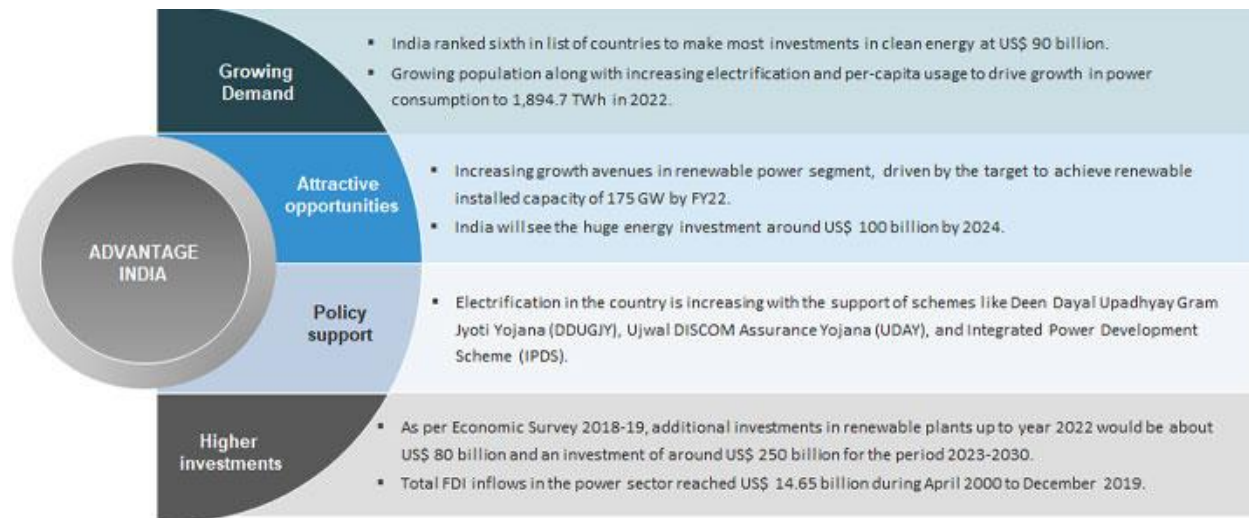 ADVANTAGE
INDIA
Growing
Demand
India ranked sixth in list of countries to make most investments in clean energy at US$ 90 billion.
Growing population along with increasing electrification and per-capita usage to drive growth in power
consumption to 1,894.7 TWh in 2022.
Attractive
opportunities
Increasing growth avenues in renewable power segment, driven by the target to achieve renewable
installed capacity of 175 GW by FY22.
India will see the huge energy investment around US$ 100 billion by 2024.
Policy
support
Electrification in the country is increasing with the support of schemes like Deen Dayal Upadhyay Gram
Jyoti Yojana (DDUGJY), Ujwal DISCOM Assurance Yojana (UDAY), and Integrated Power Development
Scheme (IPDS).
Higher
investments
As per Economic Survey 2018-19, additional investments in renewable plants up to year 2022 would be about
US$ 80 billion and an investment of around US$ 250 billion for the period 2023-2030.
Total FDI inflows in the power sector reached US$ 14.65 billion during April 2000 to December 2019.